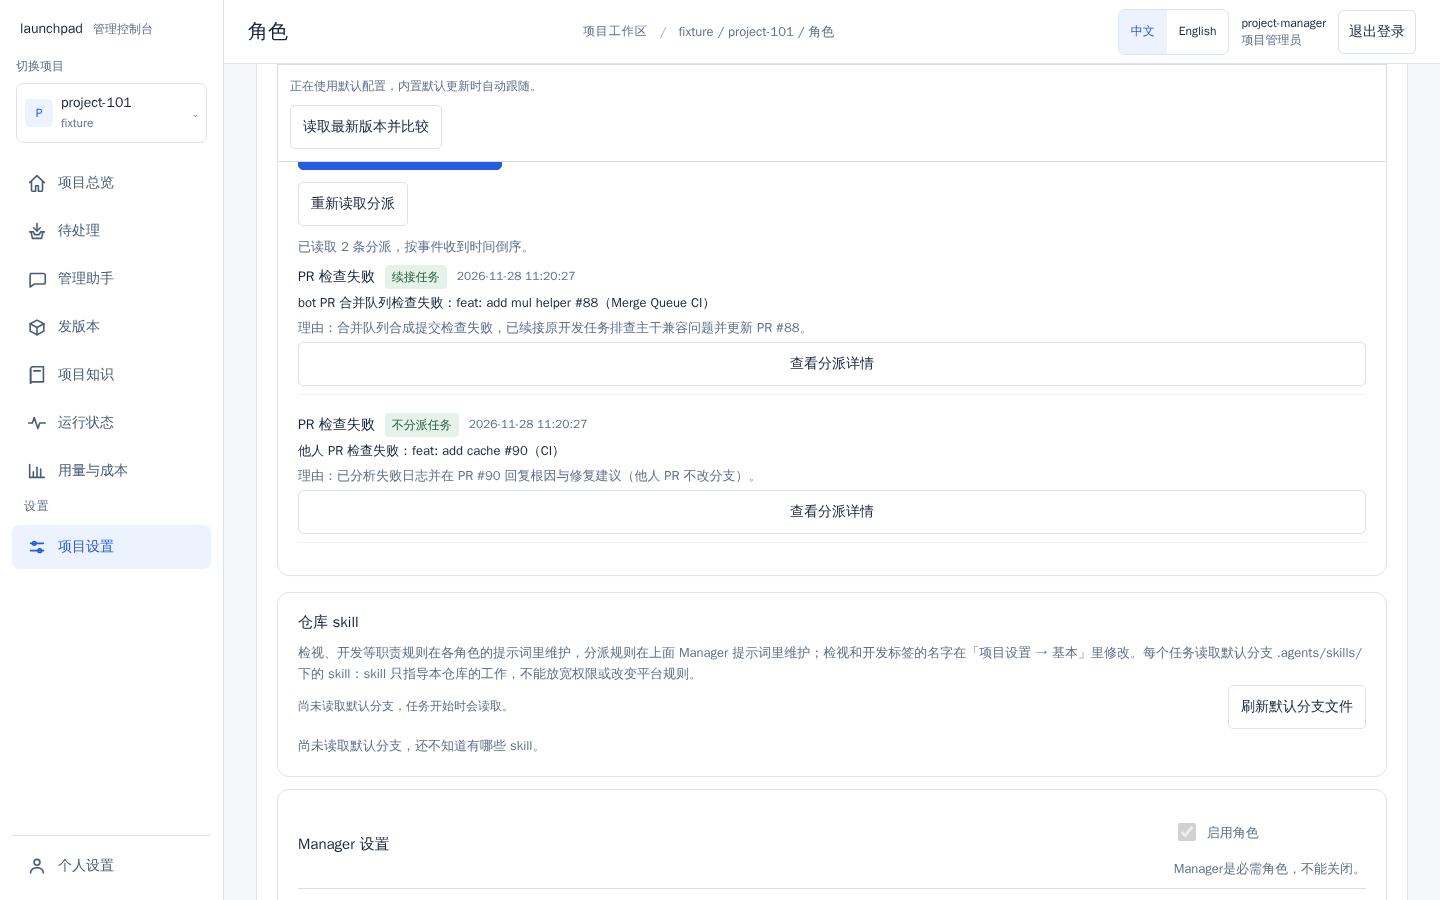 launchpad 管理控制台
切换项目
P
project-101
fixture
项目总览
待处理
管理助手
发版本
项目知识
运行状态
用量与成本
设置
项目设置
个人设置
角色
项目工作区 / fixture / project-101 / 角色
中文
English
project-manager
项目管理员
退出登录
正在使用默认配置，内置默认更新时自动跟随。
读取最新版本并比较
重新读取分派
已读取 2 条分派，按事件收到时间倒序。
PR 检查失败 续接任务 2026-11-28 11:20:27
bot PR 合并队列检查失败：feat: add mul helper #88（Merge Queue CI）
理由：合并队列合成提交检查失败，已续接原开发任务排查主干兼容问题并更新 PR #88。
查看分派详情
PR 检查失败 不分派任务 2026-11-28 11:20:27
他人 PR 检查失败：feat: add cache #90（CI）
理由：已分析失败日志并在 PR #90 回复根因与修复建议（他人 PR 不改分支）。
查看分派详情
仓库 skill
检视、开发等职责规则在各角色的提示词里维护，分派规则在上面 Manager 提示词里维护；检视和开发标签的名字在「项目设置 → 基本」里修改。每个任务读取默认分支 .agents/skills/
下的 skill：skill 只指导本仓库的工作，不能放宽权限或改变平台规则。
尚未读取默认分支，任务开始时会读取。
刷新默认分支文件
尚未读取默认分支，还不知道有哪些 skill。
Manager 设置
启用角色
Manager是必需角色，不能关闭。